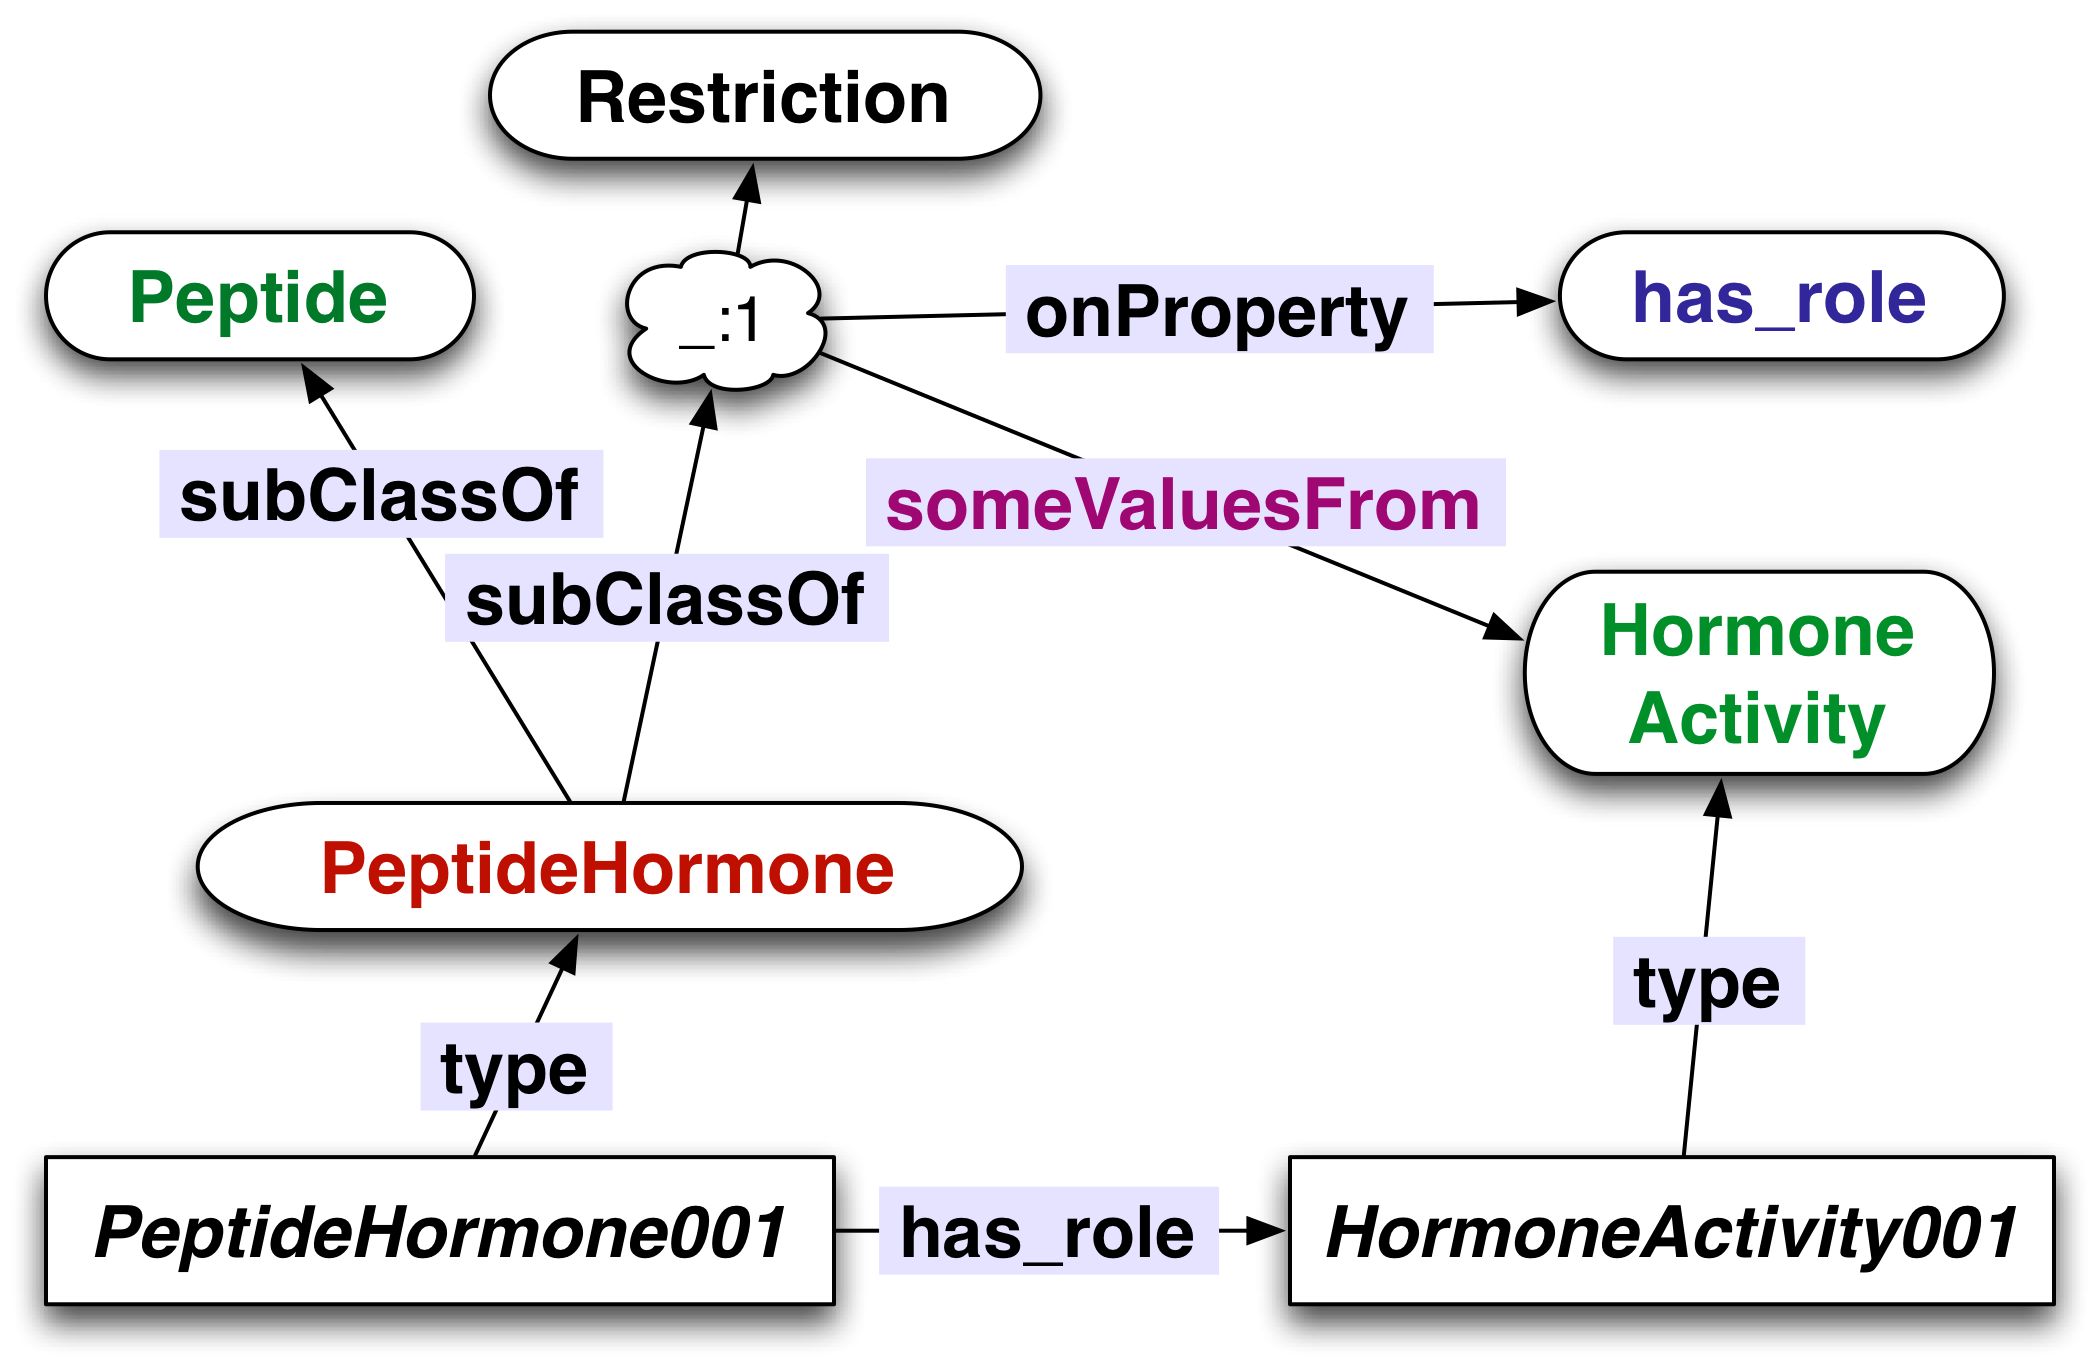 Restriction
Peptide
_:1
onProperty
has_role
subClassOf
someValuesFrom
subClassOf
Hormone
Activity
PeptideHormone
type
type
PeptideHormone001
has_role
HormoneActivity001